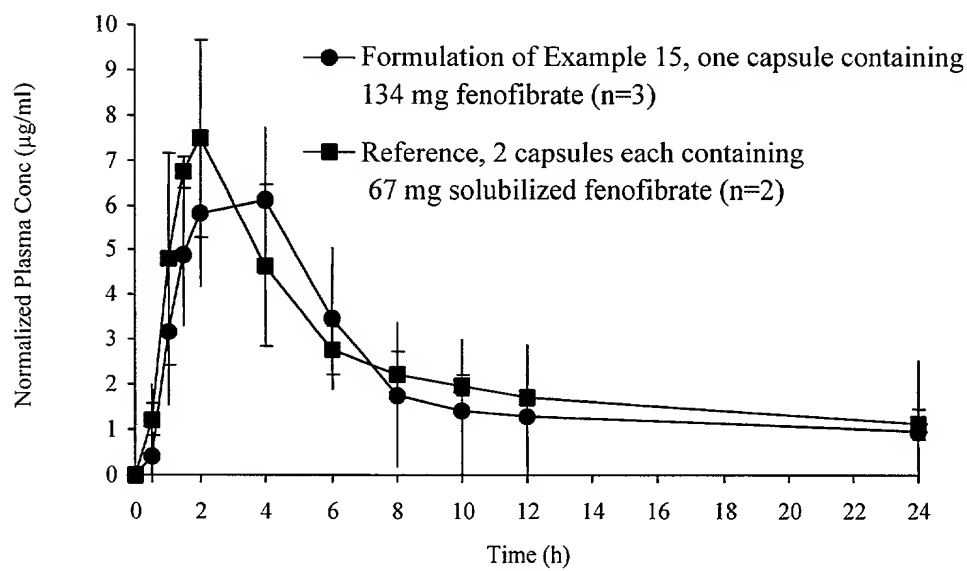 10
9
8
7
6
5
4
3
2
1
0
Normalized Plasma Conc (µg/ml)
Formulation of Example 15, one capsule containing
134 mg fenofibrate (n=3)
Reference, 2 capsules each containing
67 mg solubilized fenofibrate (n=2)
0 2 4 6 8 10 12 14 16 18 20 22 24
Time (h)